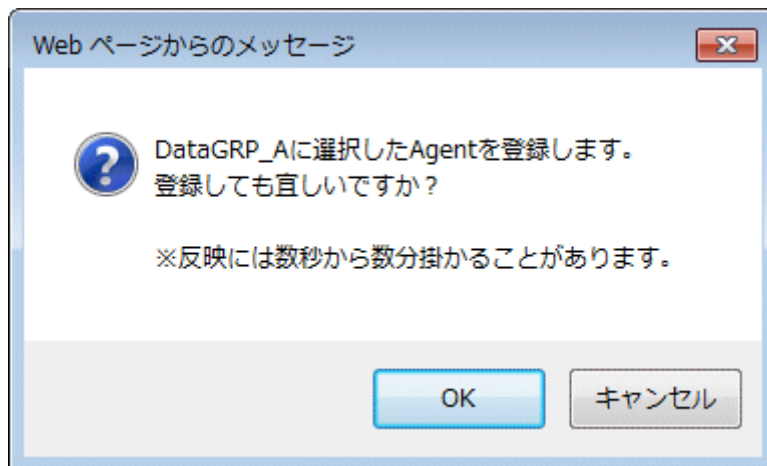 Web ページからのメッセージ
DataGRP_Aに選択したAgentを登録します。
登録しても宜しいですか？
※反映には数秒から数分掛かることがあります。
OK
キャンセル